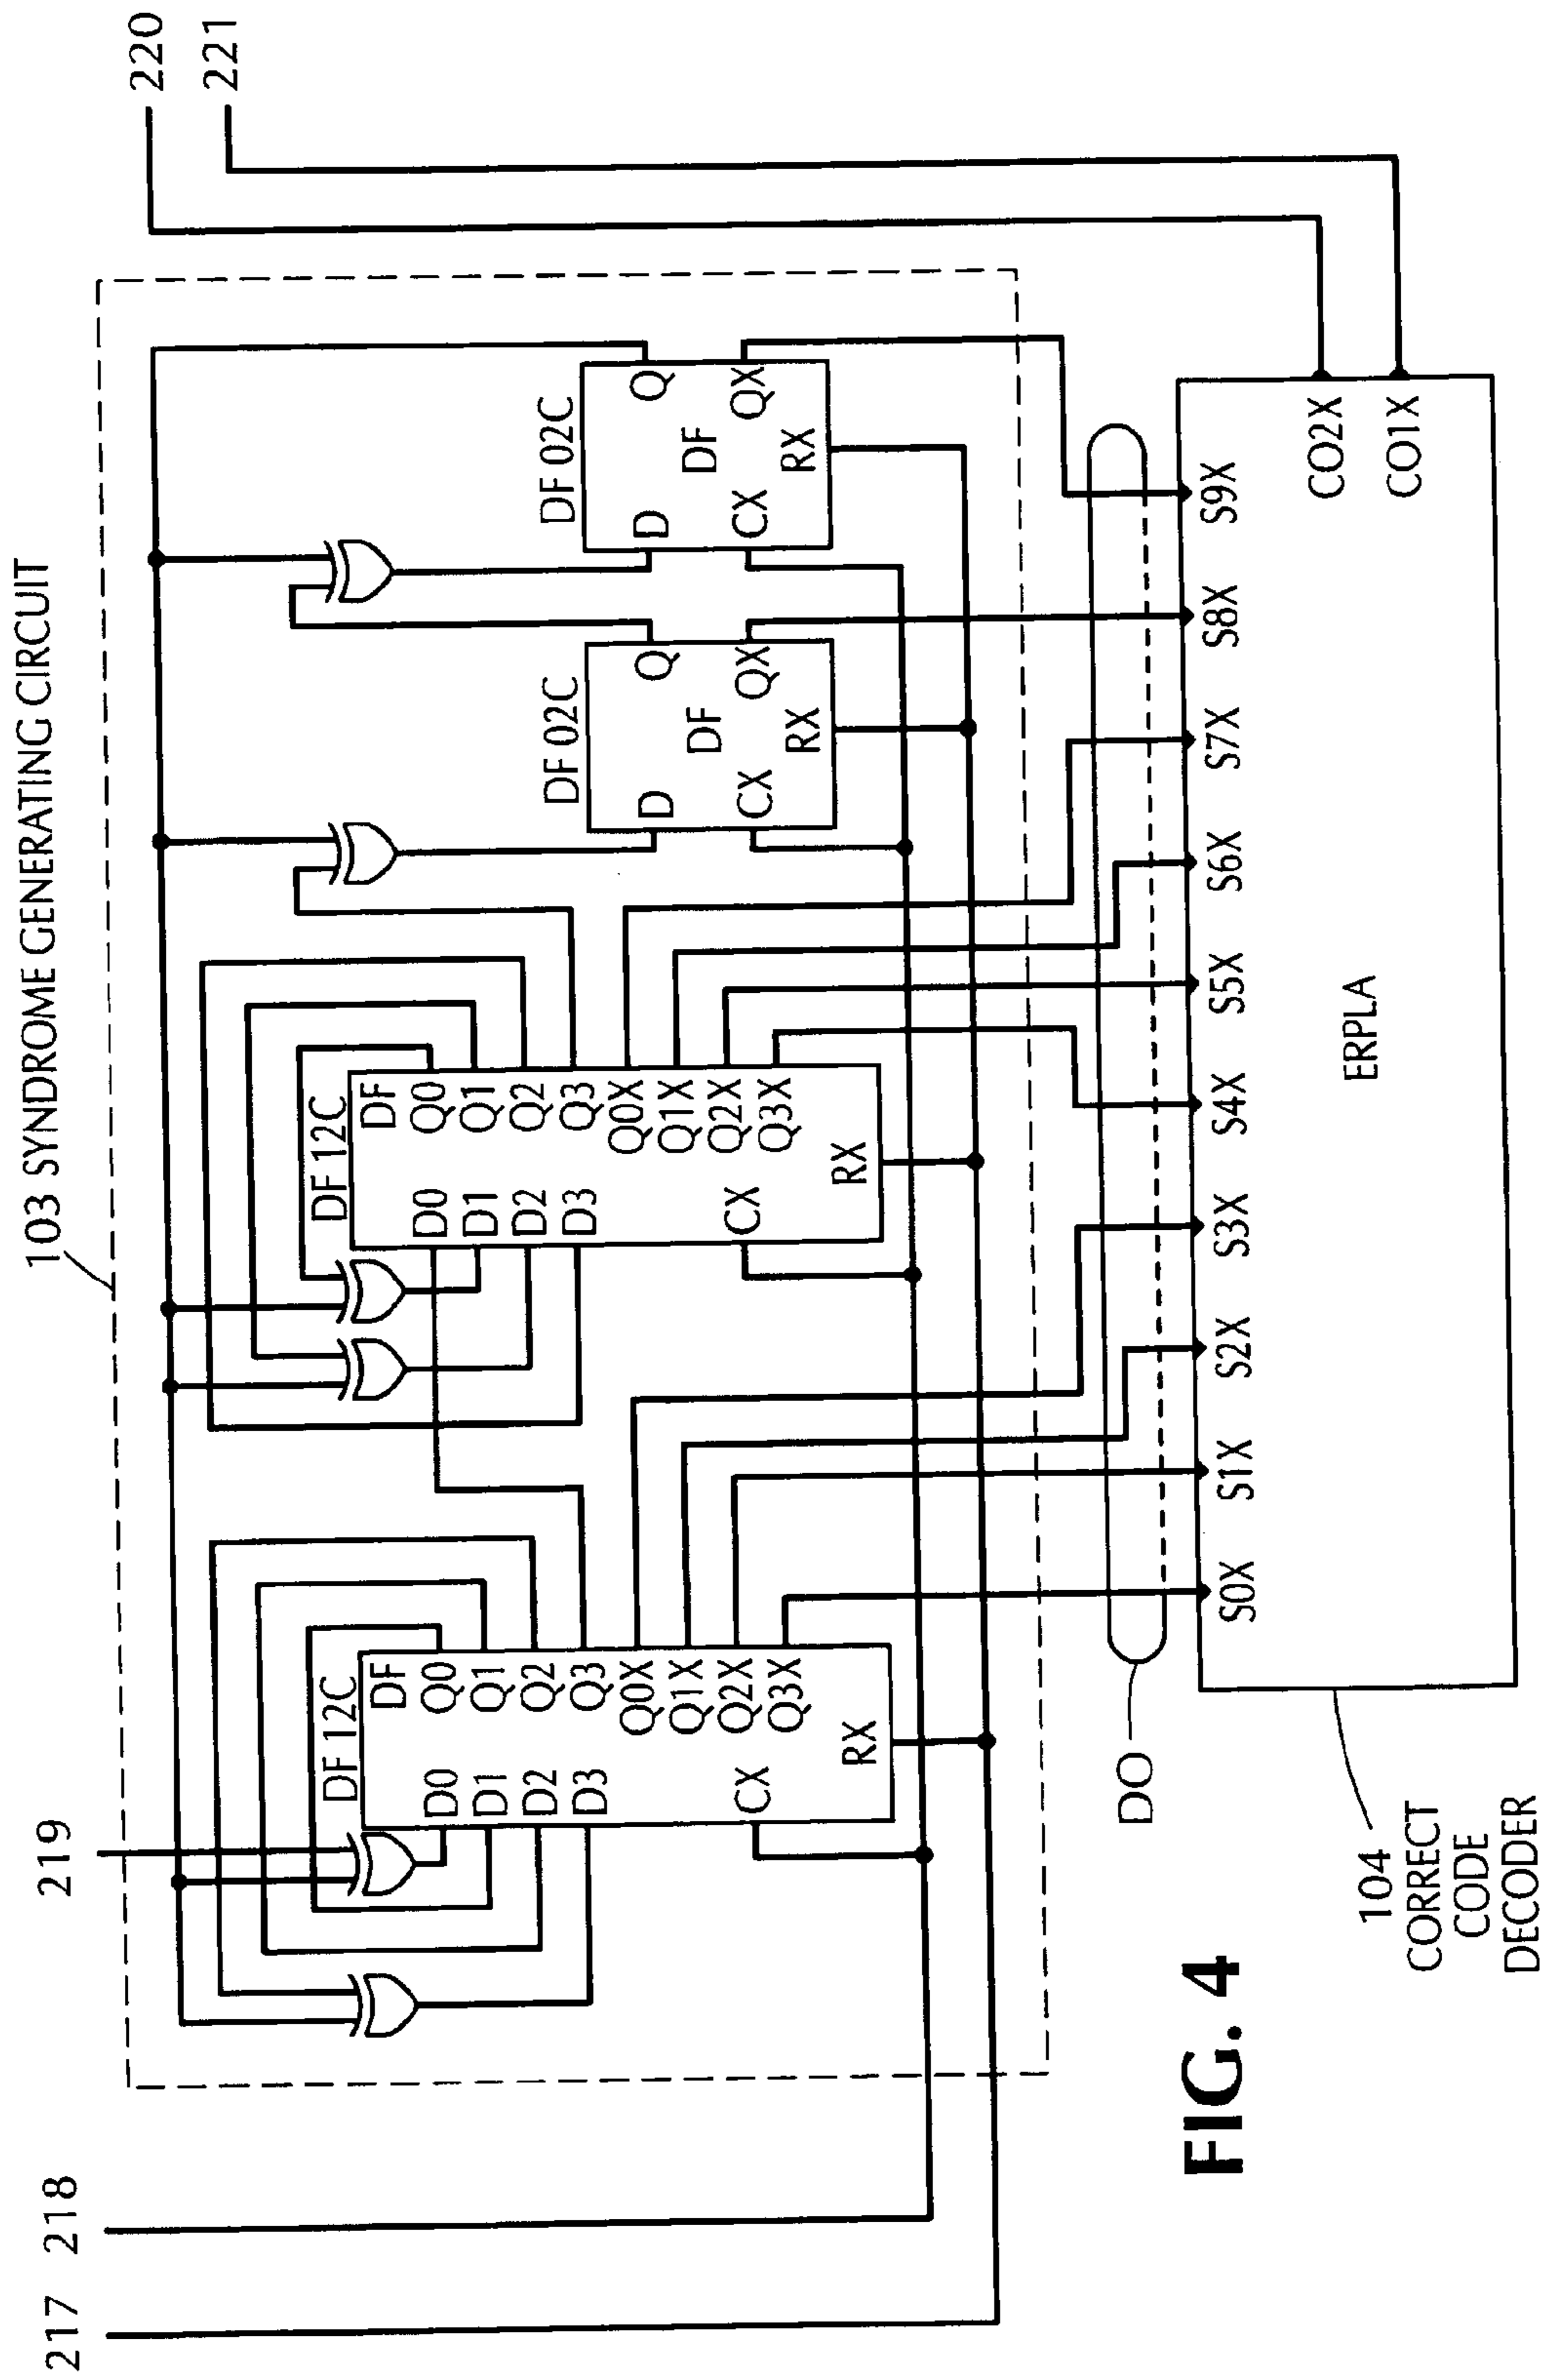 103 SYNDROME GENERATING CIRCUIT
217
218
219
220
221
DF 12C
DF
D0
D1
D2
D3
CX
RX
Q0
Q1
Q2
Q3
Q0X
Q1X
Q2X
Q3X
DF 12C
DF
D0
D1
D2
D3
CX
RX
Q0
Q1
Q2
Q3
Q0X
Q1X
Q2X
Q3X
DF 02C
D
Q
DF
CX
QX
RX
DF 02C
D
Q
DF
CX
QX
RX
DO
S0X
S1X
S2X
S3X
S4X
S5X
S6X
S7X
S8X
S9X
CO2X
CO1X
ERPLA
104
CORRECT
CODE
DECODER
FIG. 4